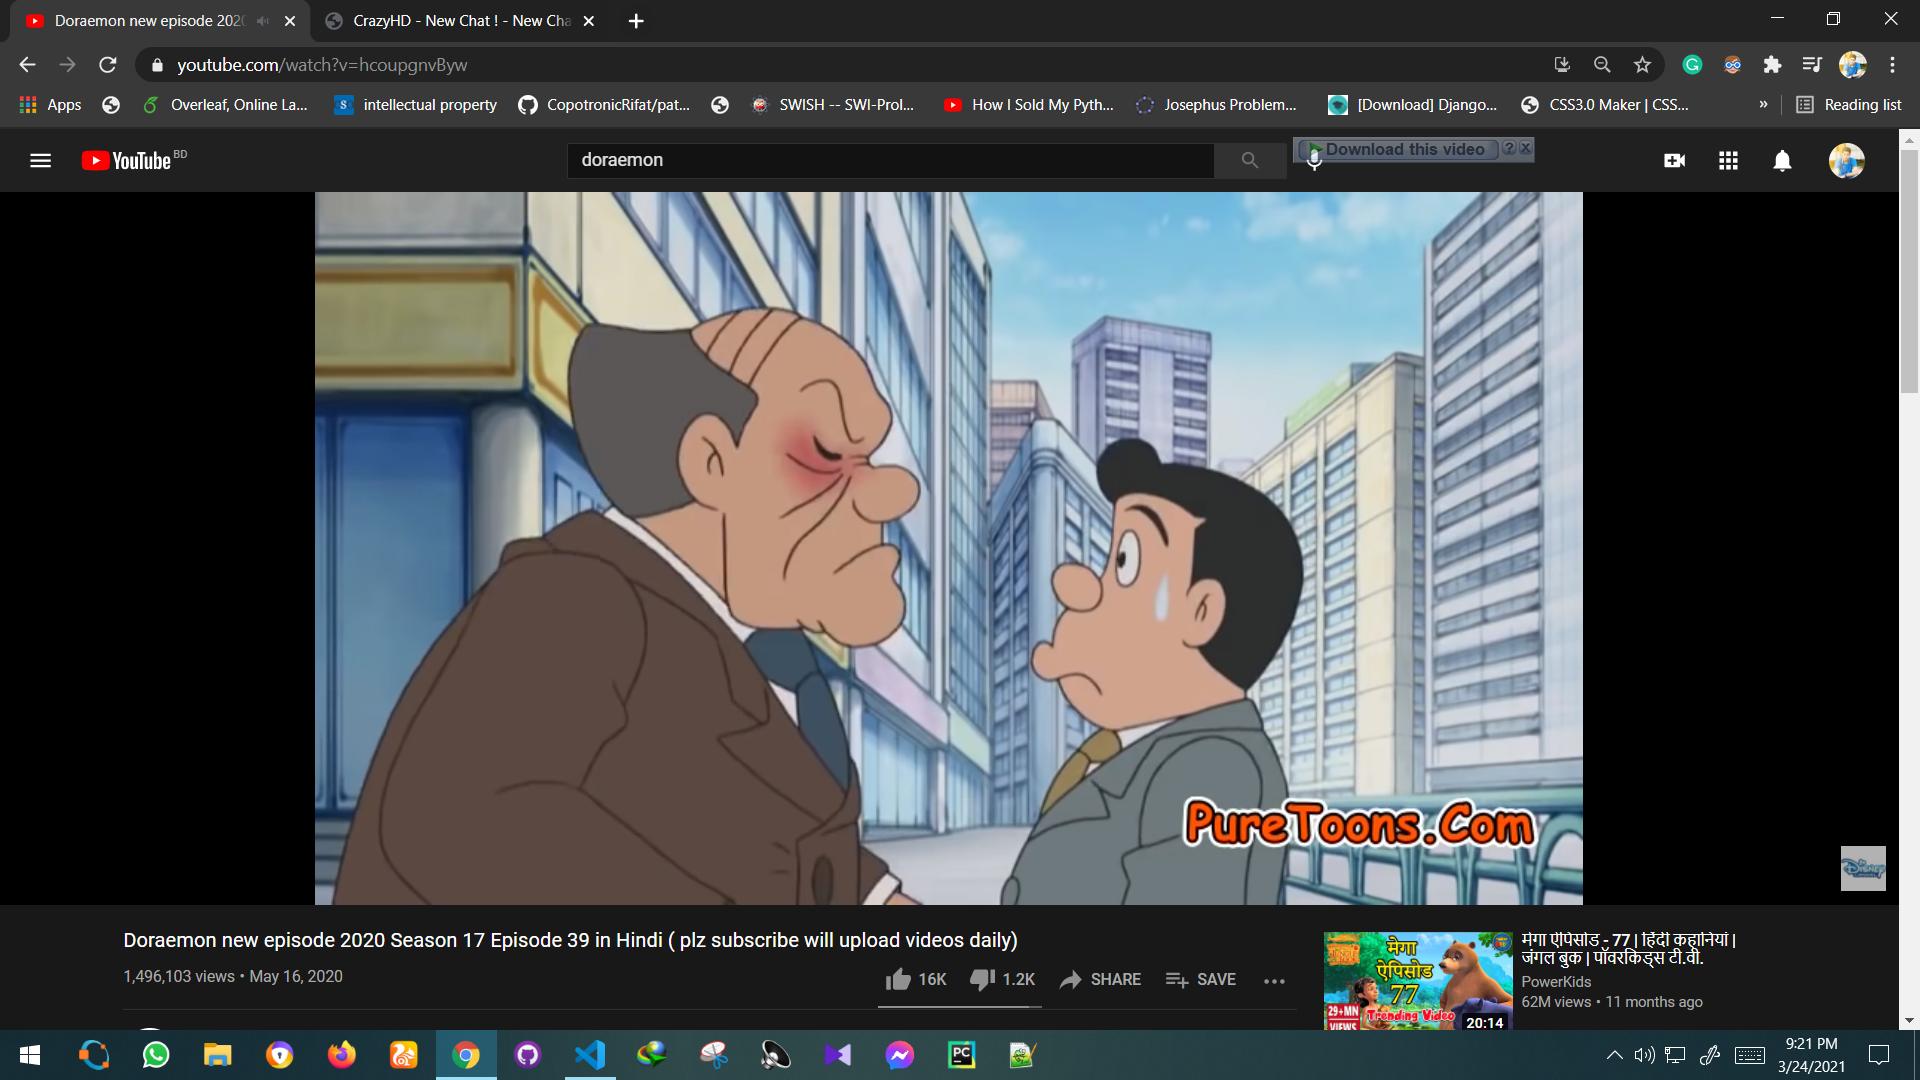 Doraemon new episode 202
CrazyHD - New Chat ! - New Cha
youtube.com/watch?v=hcoupgnvByw
Apps
Overleaf, Online La...
intellectual property
CopotronicRifat/pat...
SWISH -- SWI-Prol...
How I Sold My Pyth...
Josephus Problem...
[Download] Django...
CSS3.0 Maker | CSS...
»
Reading list
YouTube BD
doraemon
Download this video
PureToons.Com
Disney
Doraemon new episode 2020 Season 17 Episode 39 in Hindi ( plz subscribe will upload videos daily)
1,496,103 views • May 16, 2020
16K
1.2K
SHARE
SAVE
मेगा
ऐपिसोड
77
29+MN
VIEWS
Trending Video
20:14
मेगा ऐपिसोड - 77 | हिंदी कहानियां |
जंगल बुक | पॉवरकिड्स टी.वी.
PowerKids
62M views • 11 months ago
9:21 PM
3/24/2021